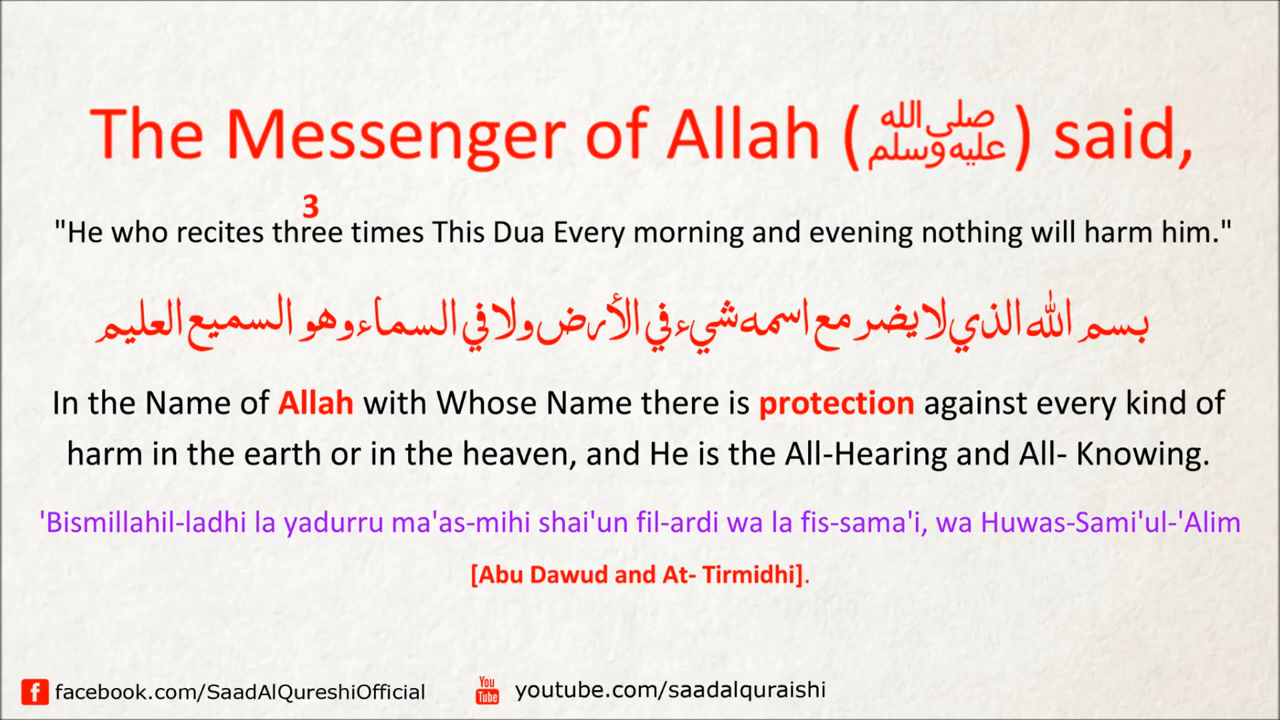 The Messenger of Allah (صلى الله عليه وسلم) said,
3
"He who recites three times This Dua Every morning and evening nothing will harm him."
بسم الله الذي لا يضر مع اسمه شيء في الأرض ولا في السماء وهو السميع العليم
In the Name of Allah with Whose Name there is protection against every kind of
harm in the earth or in the heaven, and He is the All-Hearing and All- Knowing.
'Bismillahil-ladhi la yadurru ma'as-mihi shai'un fil-ardi wa la fis-sama'i, wa Huwas-Sami'ul-'Alim
[Abu Dawud and At- Tirmidhi].
f facebook.com/SaadAlQureshiOfficial You Tube youtube.com/saadalquraishi